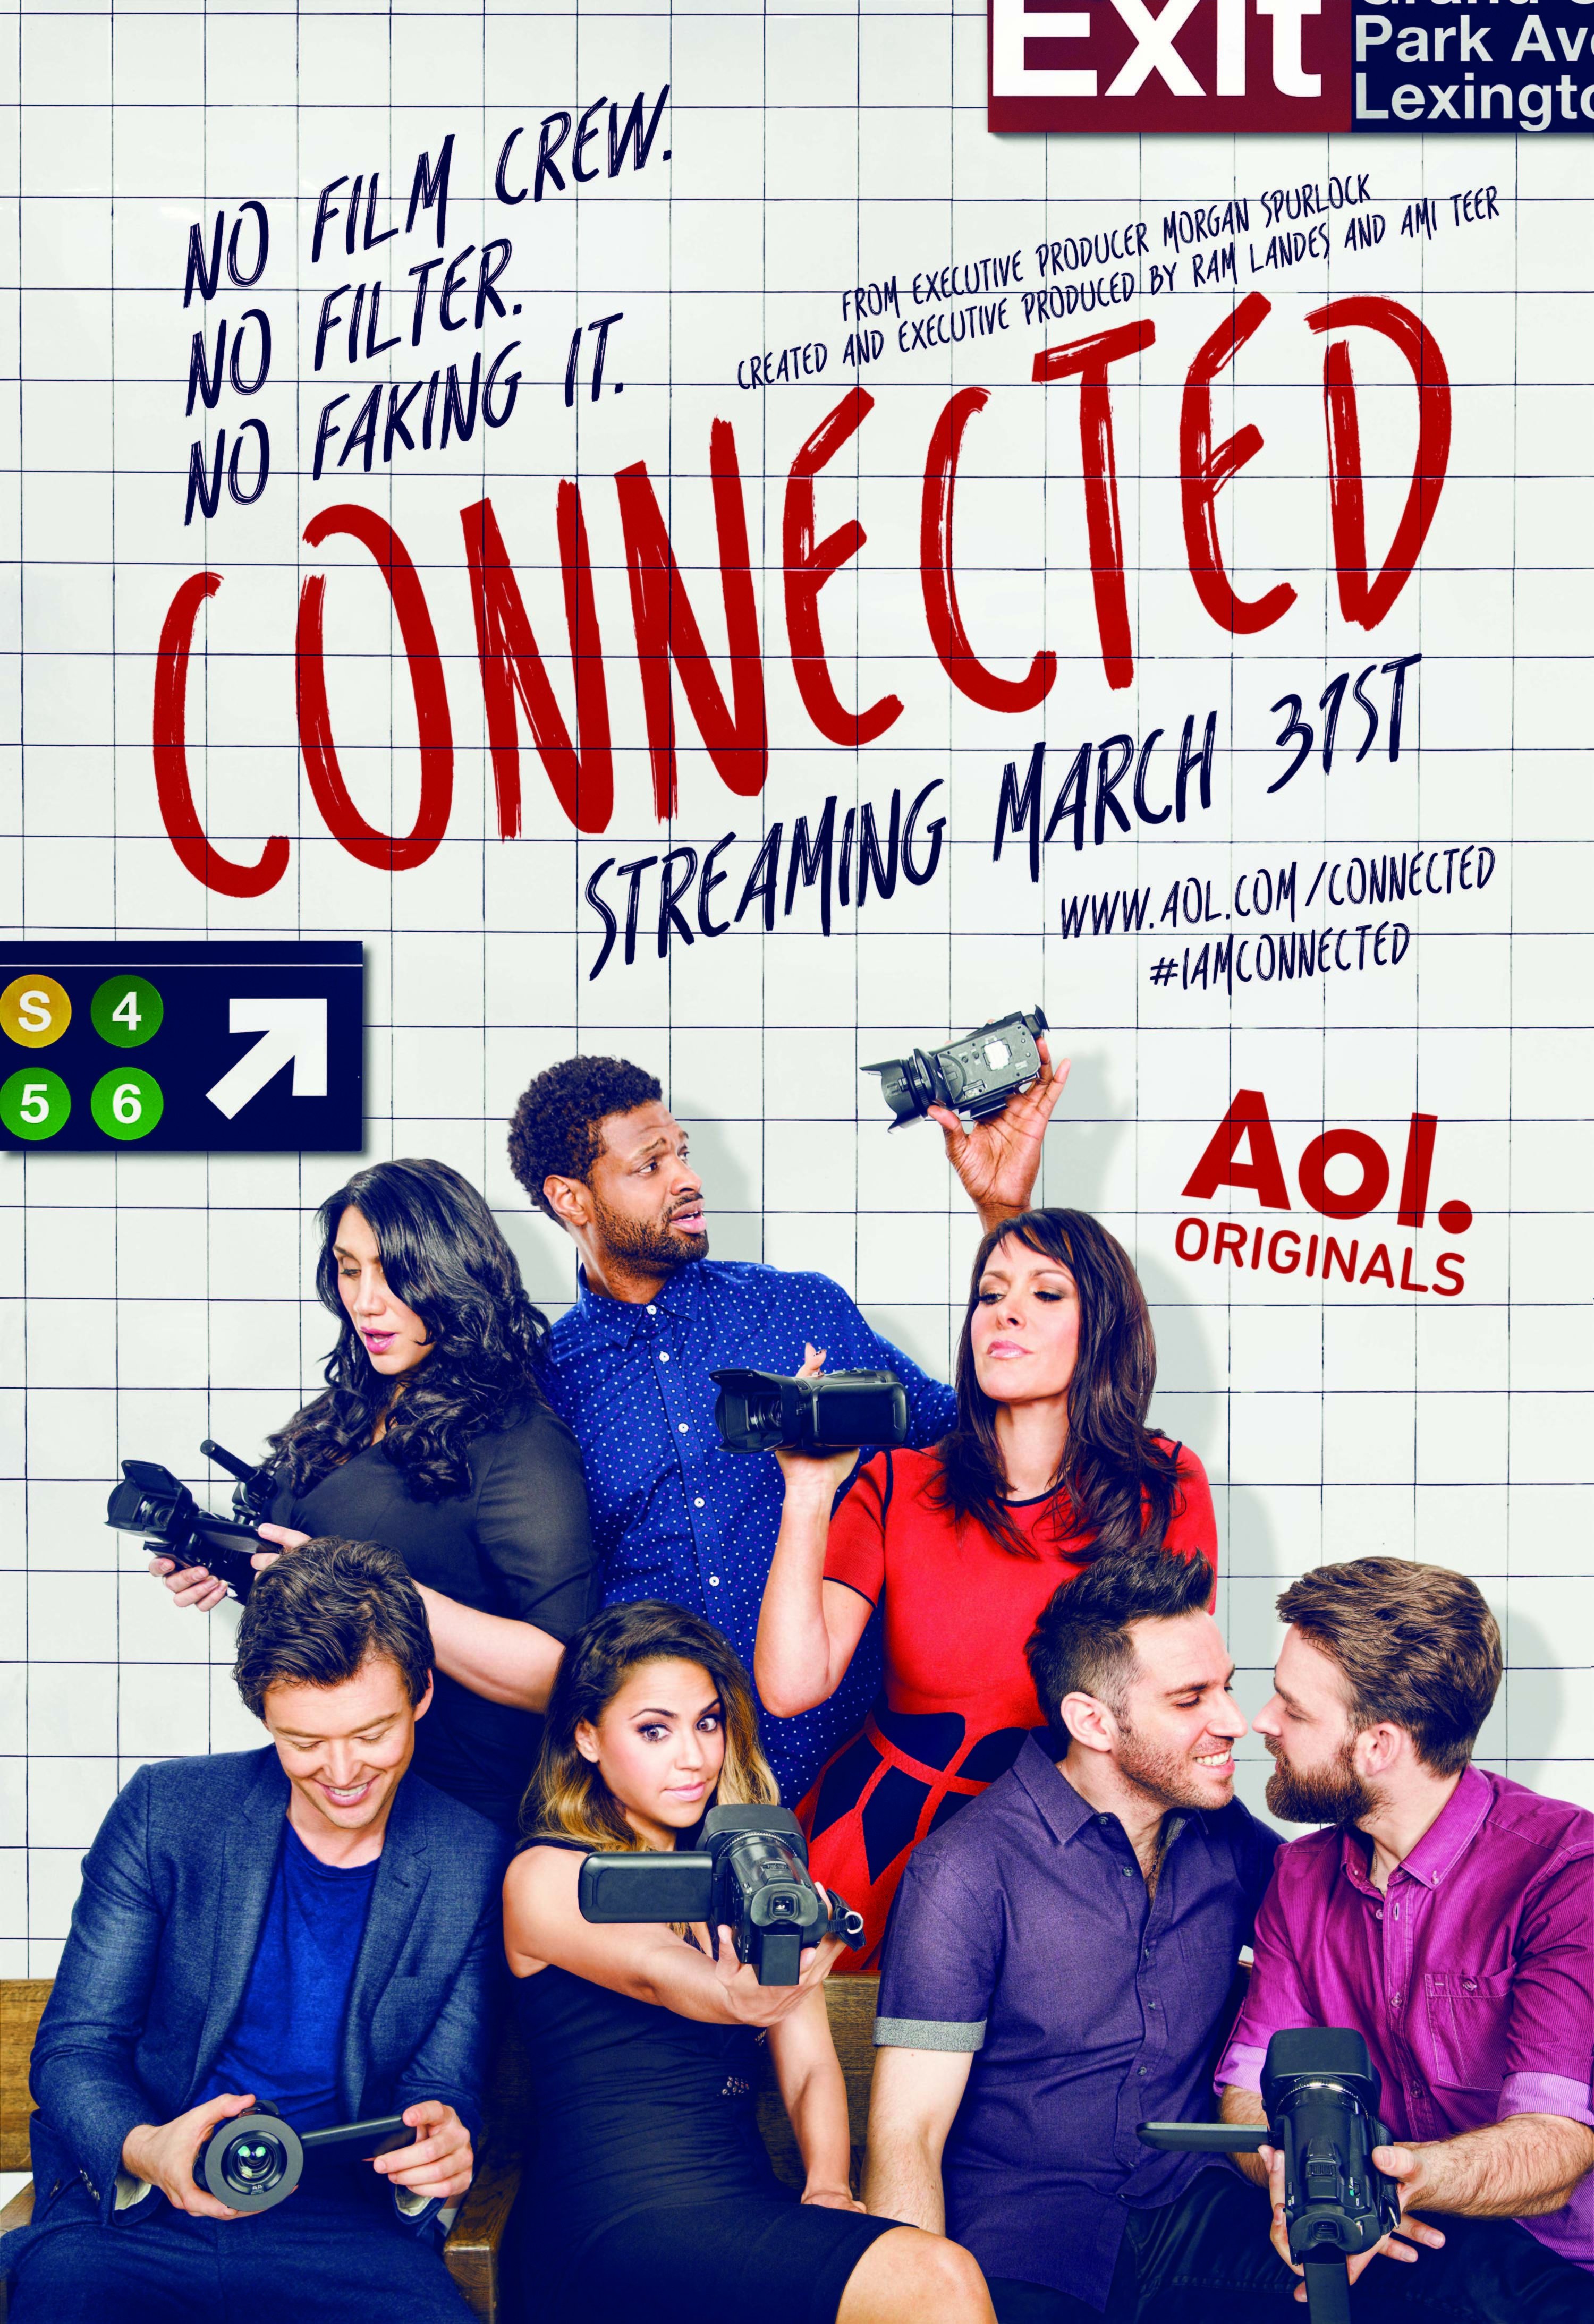 Exit
Park Av
Lexingto
NO FILM CREW.
NO FILTER.
NO FAKING IT.
FROM EXECUTIVE PRODUCER MORGAN SPURLOCK
CREATED AND EXECUTIVE PRODUCED BY RAM LANDES AND AMI TEER
CONNECTED
STREAMING MARCH 31ST
WWW.AOL.COM/CONNECTED
#IAMCONNECTED
S 4
5 6
Aol.
ORIGINALS